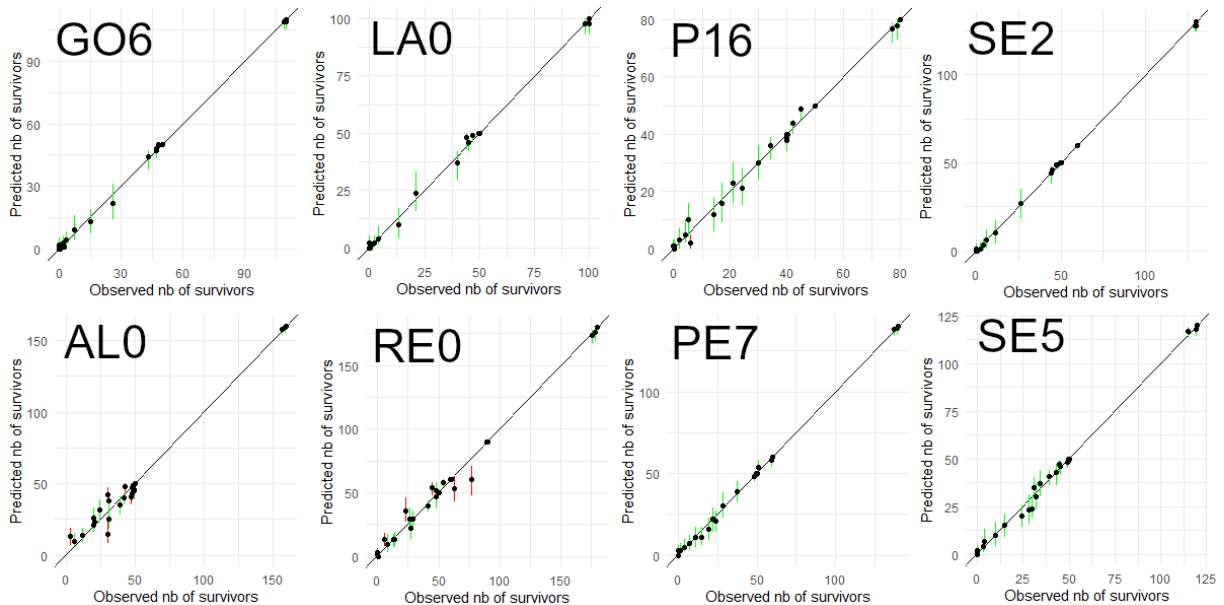 GO6
Predicted nb of survivors
90
60
30
0
0 30 60 90
Observed nb of survivors
LA0
Predicted nb of survivors
100
75
50
25
0
0 25 50 75 100
Observed nb of survivors
P16
Predicted nb of survivors
80
60
40
20
0
0 20 40 60 80
Observed nb of survivors
SE2
Predicted nb of survivors
100
50
0
0 50 100
Observed nb of survivors
AL0
Predicted nb of survivors
150
100
50
0
0 50 100 150
Observed nb of survivors
RE0
Predicted nb of survivors
150
100
50
0
0 50 100 150
Observed nb of survivors
PE7
Predicted nb of survivors
100
50
0
0 50 100
Observed nb of survivors
SE5
Predicted nb of survivors
125
100
75
50
25
0
0 25 50 75 100 125
Observed nb of survivors